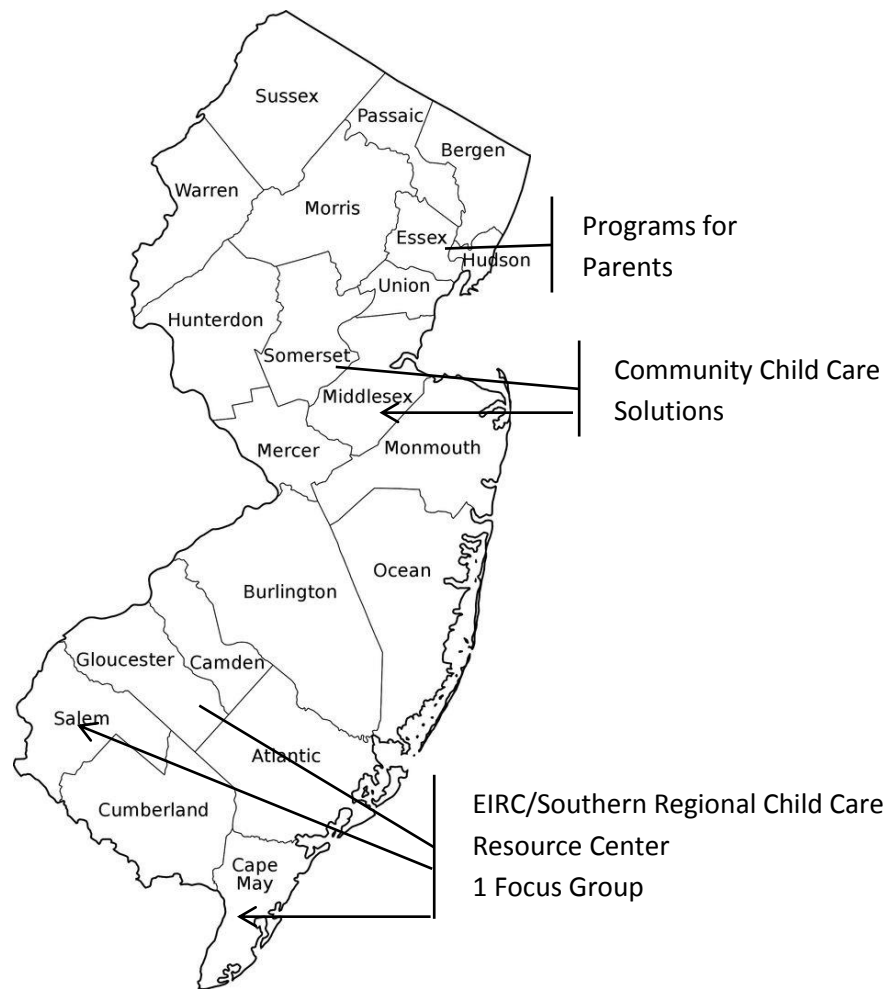 Sussex
Passaic
Bergen
Warren
Morris
Essex
Hudson
Union
Hunterdon
Somerset
Middlesex
Mercer
Monmouth
Ocean
Burlington
Gloucester
Camden
Salem
Atlantic
Cumberland
Cape
May
Programs for
Parents
Community Child Care
Solutions
EIRC/Southern Regional Child Care
Resource Center
1 Focus Group